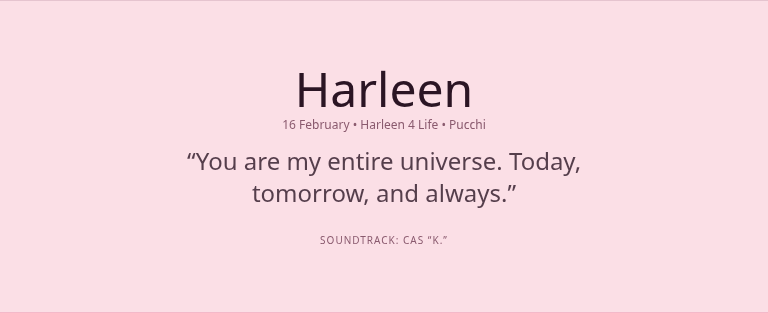 Harleen
16 February • Harleen 4 Life • Pucchi
“You are my entire universe. Today,
tomorrow, and always.”
SOUNDTRACK: CAS “K.”